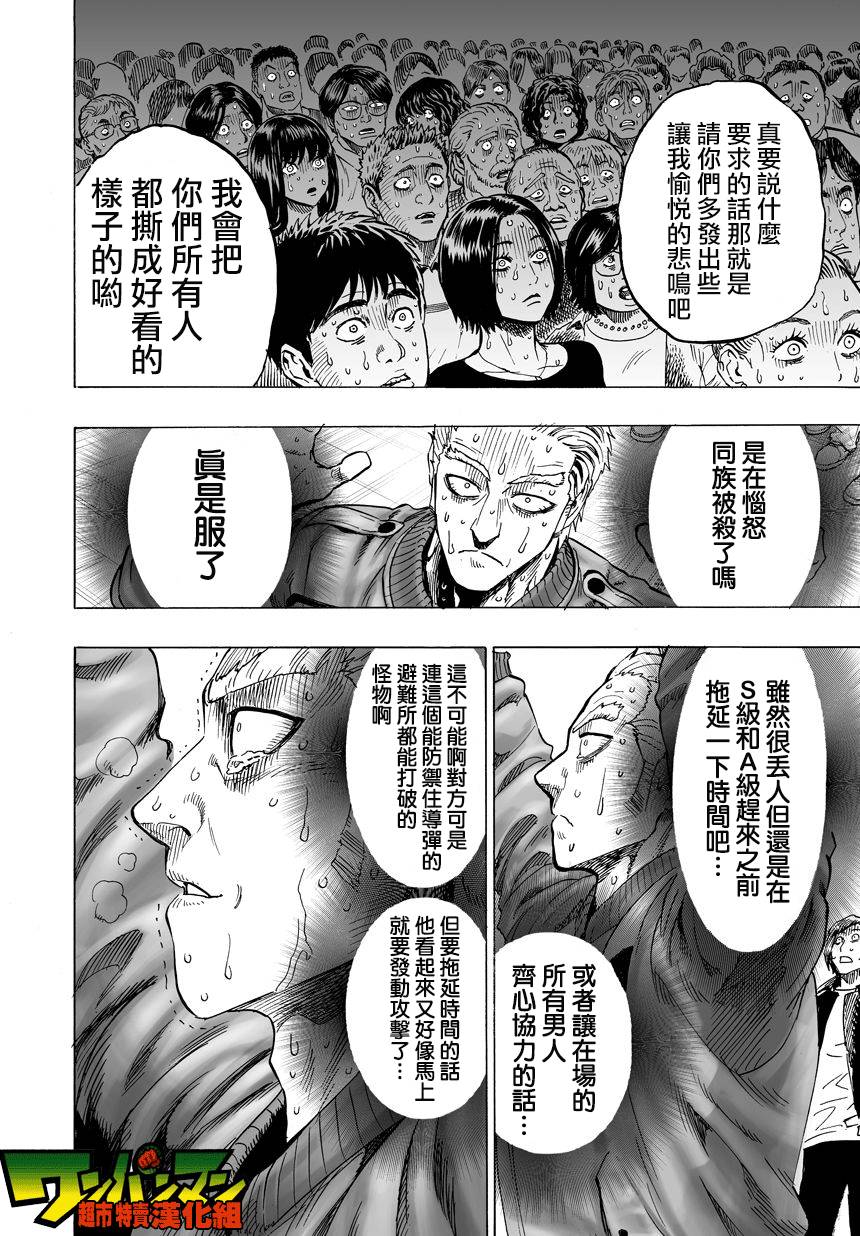 真要說什麼
要求的話那就是
請你們多發出些
讓我愉悅的悲鳴吧
我會把
你們所有人
都撕成好看的
樣子的喲
是在惱怒
同族被殺了嗎
眞是服了
雖然很丟人但還是在
S級和A級趕來之前
拖延一下時間吧…
或者讓在場的
所有男人
齊心協力的話…
這不可能啊對方可是
連這個能防禦住導彈的
避難所都能打破的
怪物啊
但要拖延時間的話
他看起來又好像馬上
就要發動攻擊了…
ワンパンマン
超市特賣漢化組